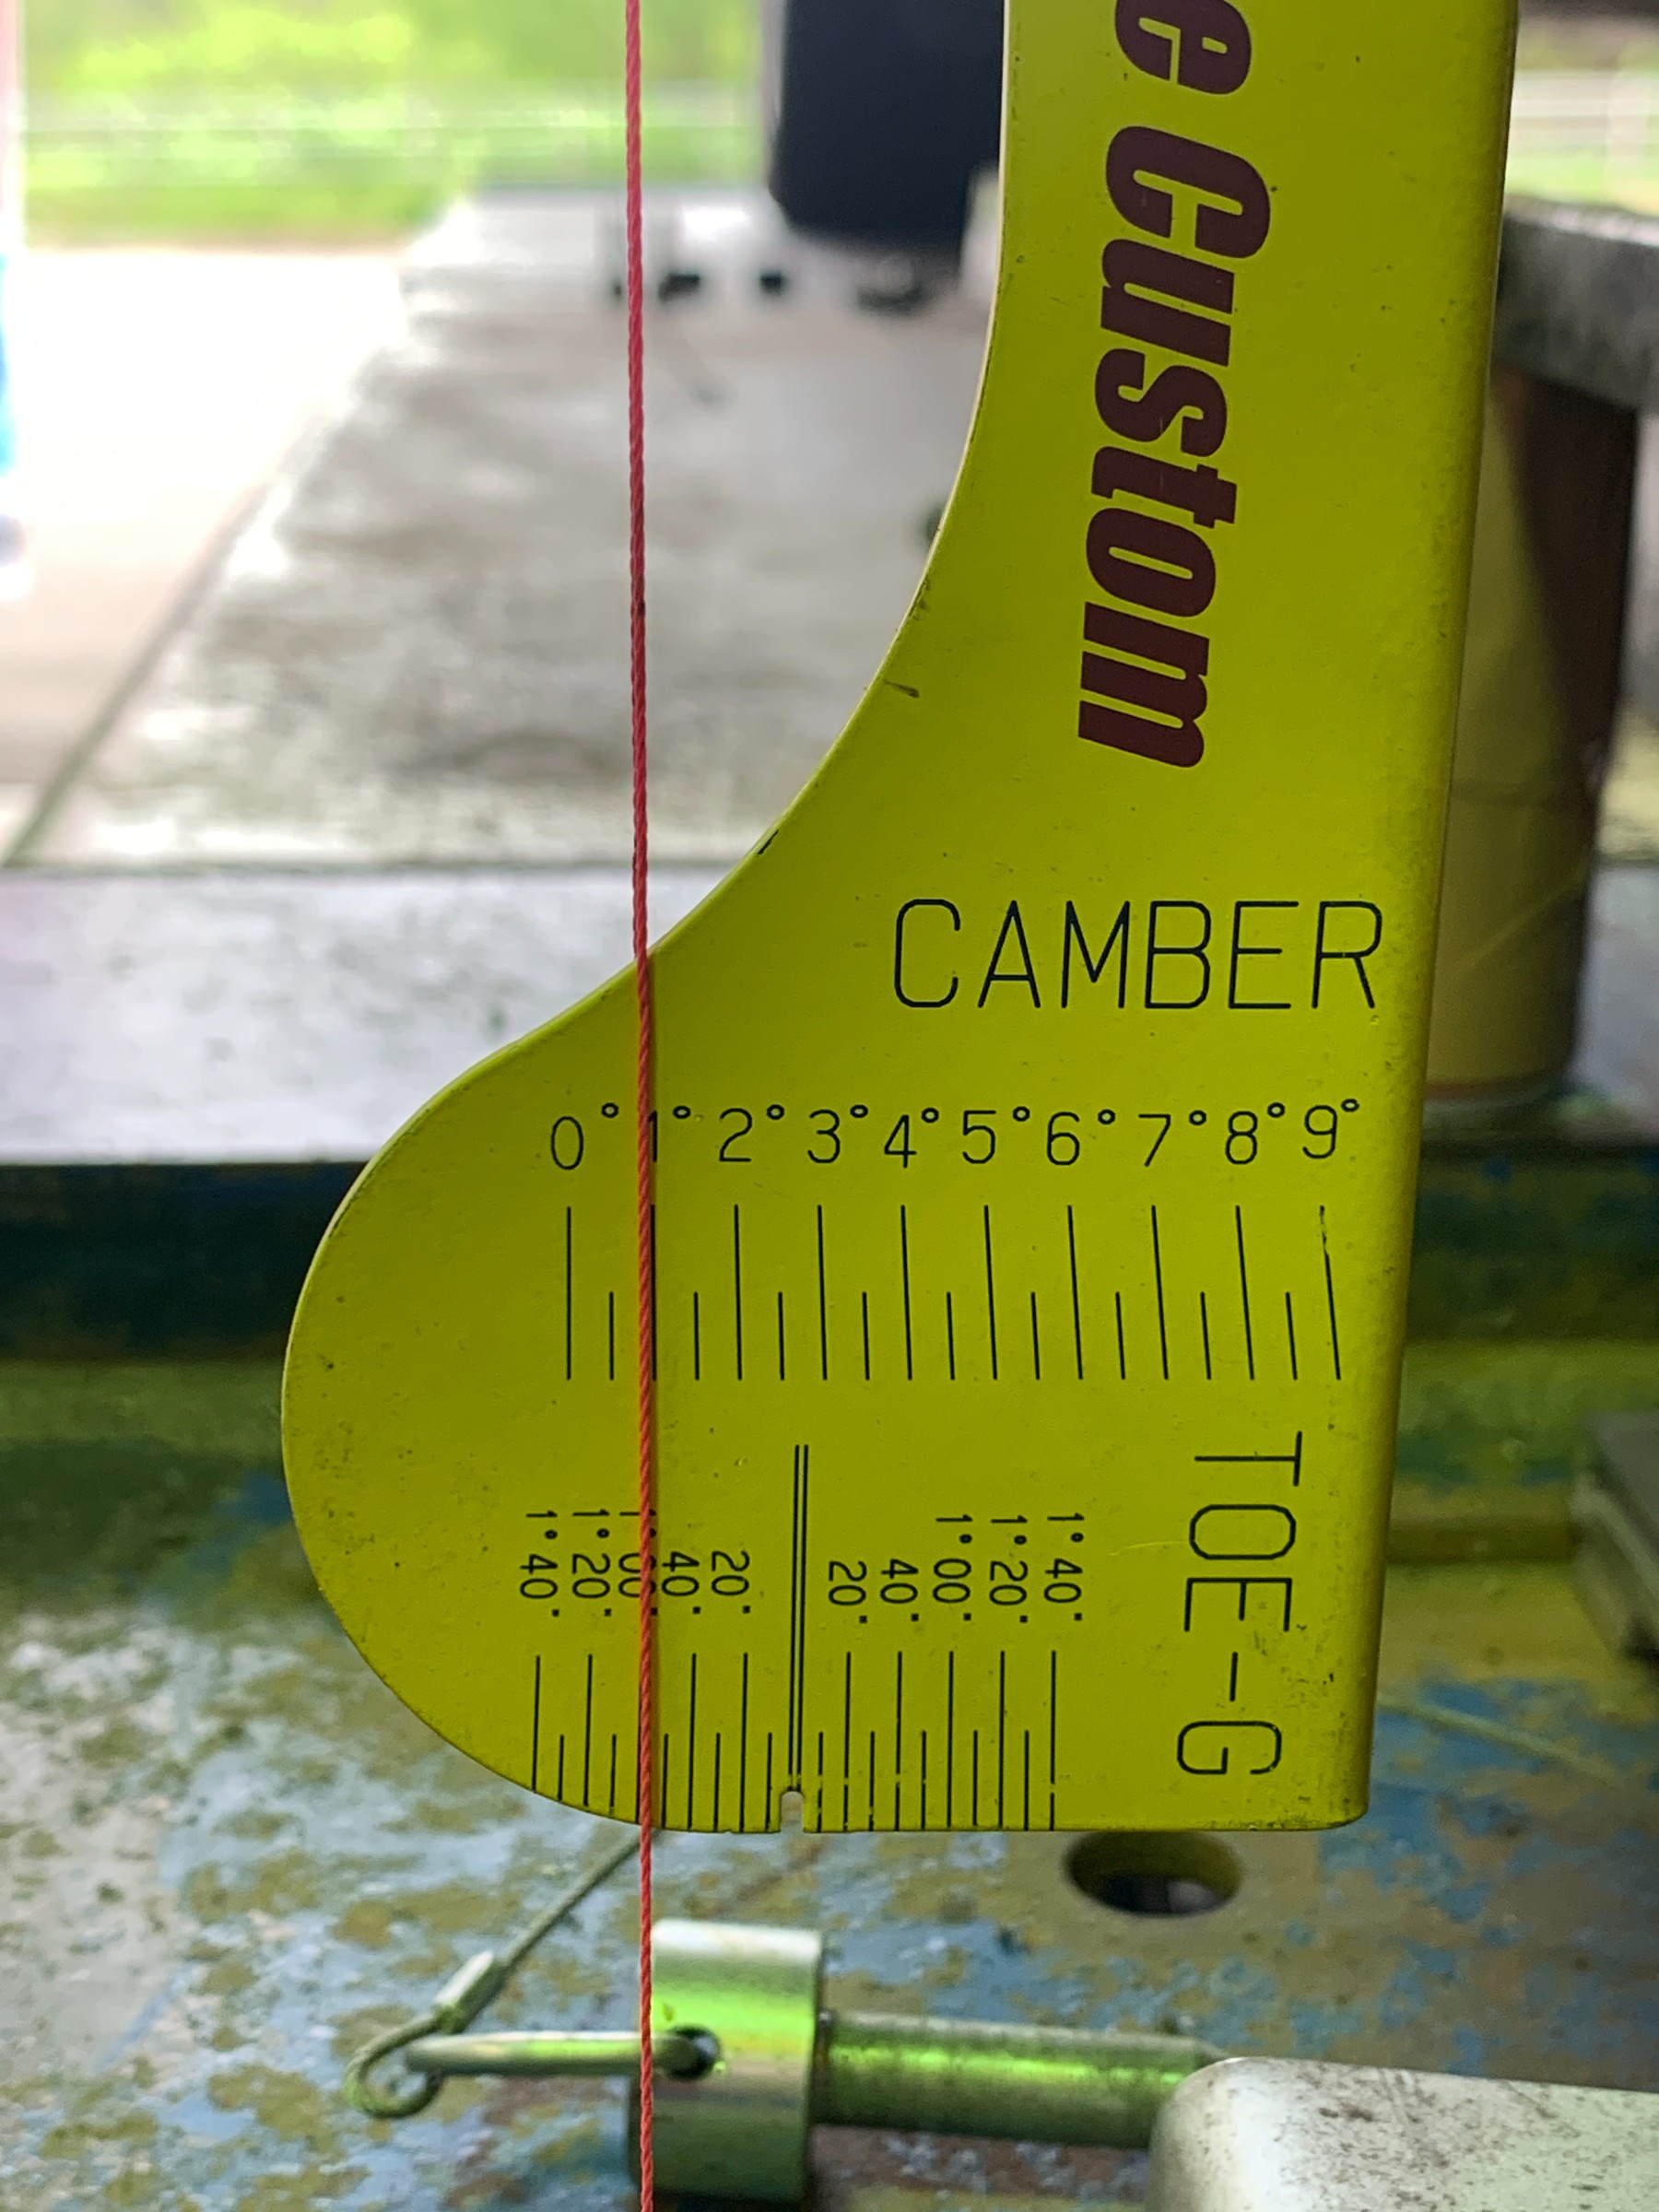 e Custom
CAMBER
0° 1° 2° 3° 4° 5° 6° 7° 8° 9°
TOE-G
1°40' 1°20' 1°00' 40' 20' 20' 40' 1°00' 1°20' 1°40'